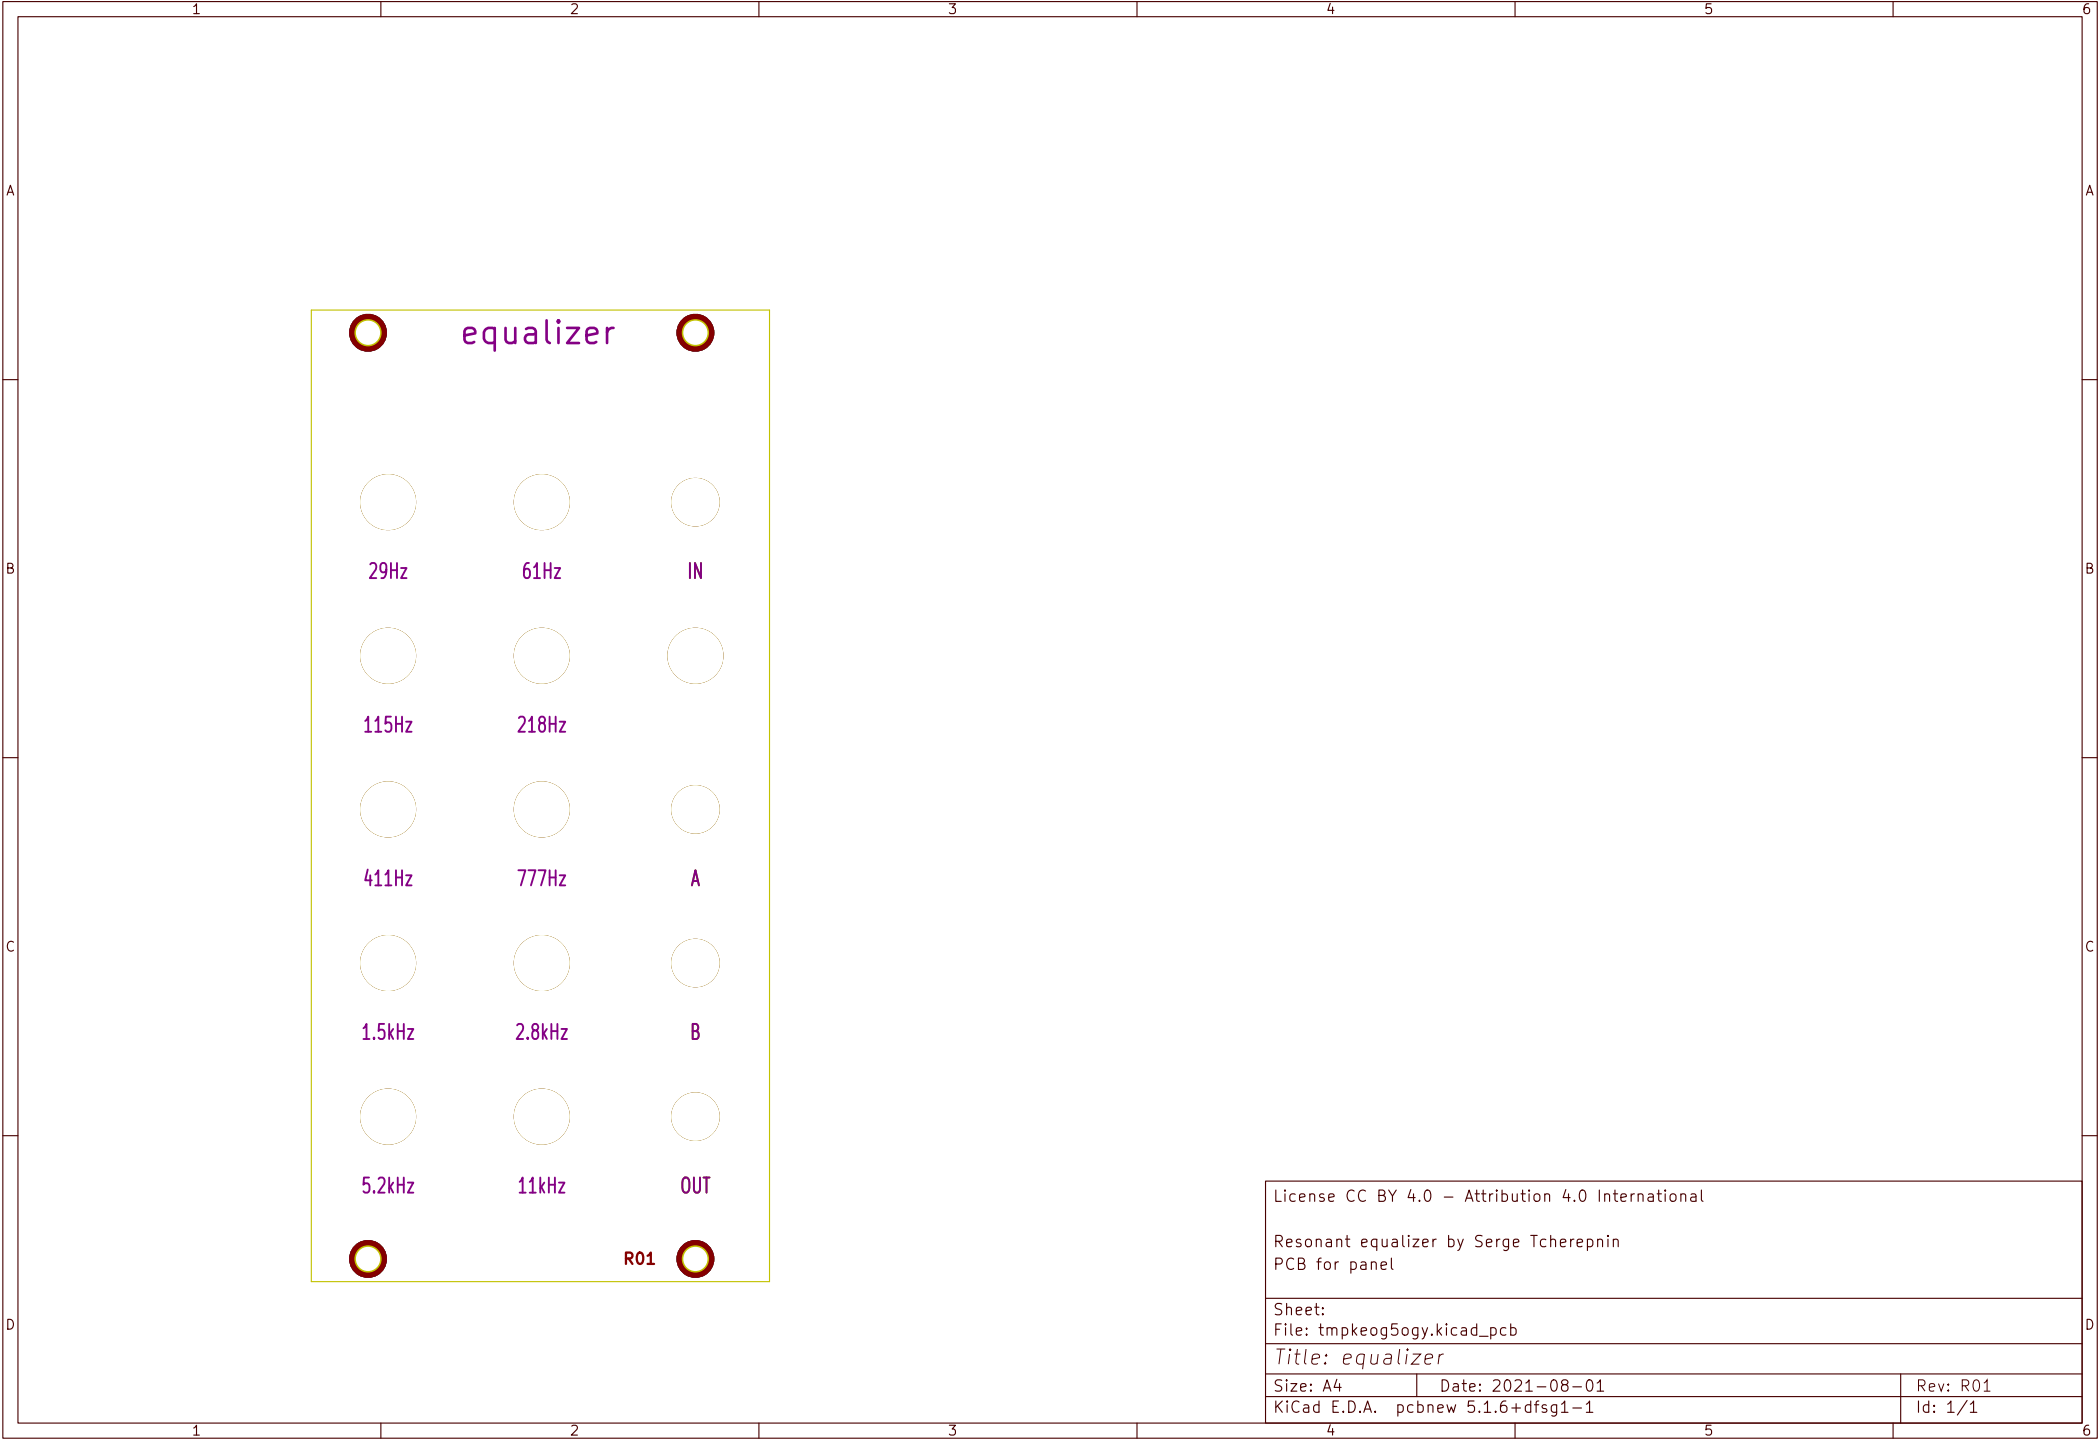 1 2 3 4 5 6
A A
equalizer
29Hz 61Hz IN
B B
115Hz 218Hz
411Hz 777Hz A
C C
1.5kHz 2.8kHz B
5.2kHz 11kHz OUT
R01
License CC BY 4.0 – Attribution 4.0 International
Resonant equalizer by Serge Tcherepnin
PCB for panel
Sheet:
File: tmpkeog5ogy.kicad_pcb
D D
Title: equalizer
Size: A4 Date: 2021-08-01 Rev: R01
KiCad E.D.A. pcbnew 5.1.6+dfsg1-1 Id: 1/1
1 2 3 4 5 6